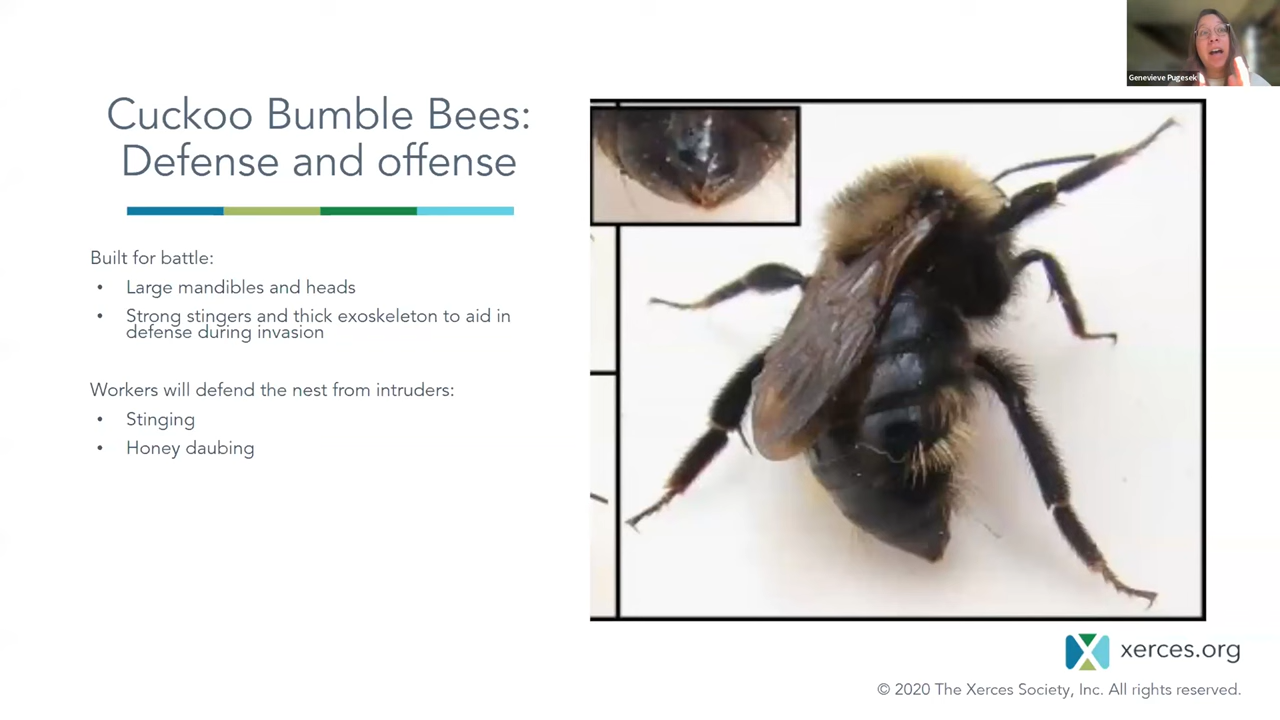 Genevieve Pugesek
Cuckoo Bumble Bees:
Defense and offense
Built for battle:
• Large mandibles and heads
• Strong stingers and thick exoskeleton to aid in
defense during invasion
Workers will defend the nest from intruders:
• Stinging
• Honey daubing
xerces.org
© 2020 The Xerces Society, Inc. All rights reserved.